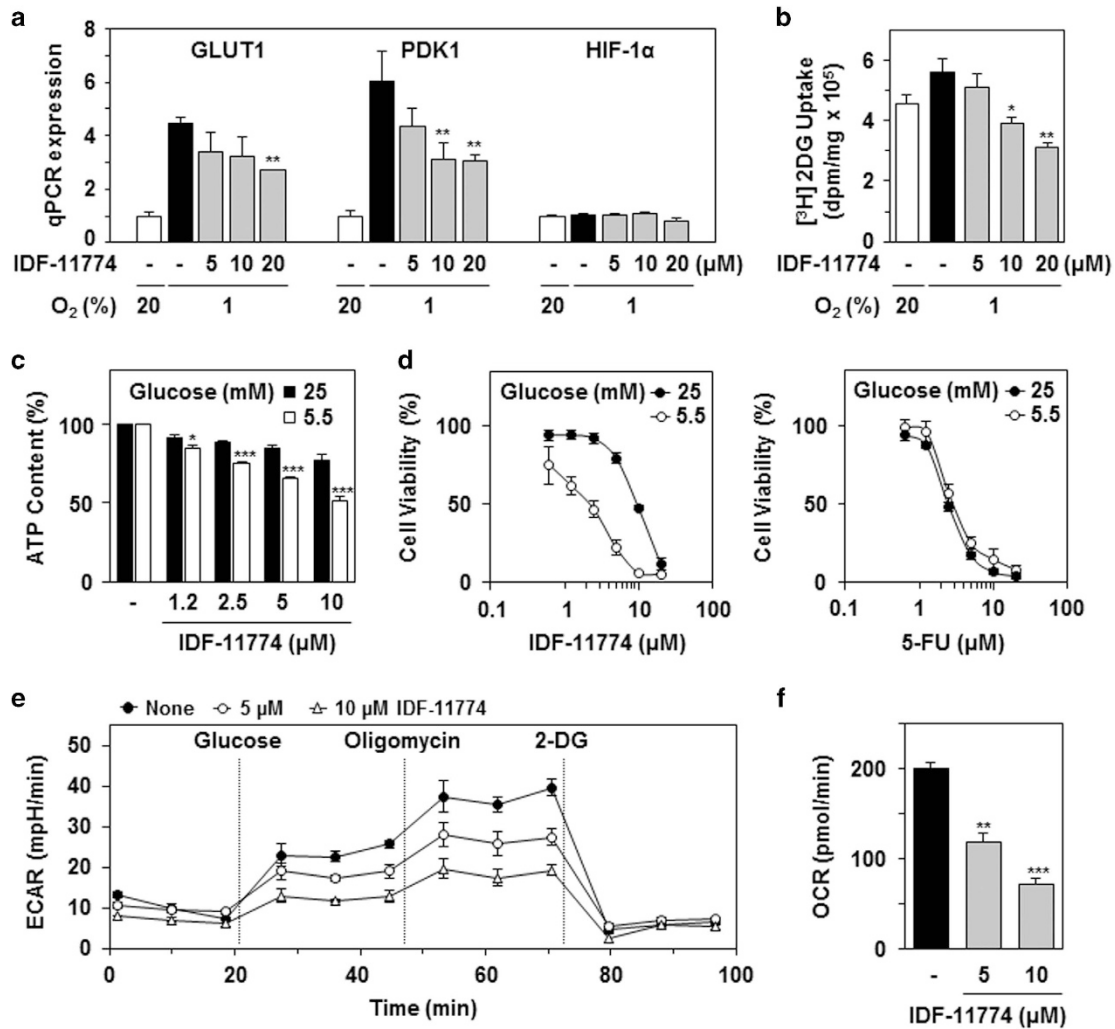 a
GLUT1 PDK1 HIF-1α
qPCR expression
8
6
4
2
0
** ** ** **
IDF-11774 - - 5 10 20 - - 5 10 20 - - 5 10 20 (μM)
O₂ (%) 20 1 20 1 20 1
b
[³H] 2DG Uptake
(dpm/mg x 10⁵)
6
4
2
0
* **
IDF-11774 - - 5 10 20 (μM)
O₂ (%) 20 1
c
Glucose (mM) 25
5.5
ATP Content (%)
100
50
0
* *** *** ***
- 1.2 2.5 5 10
IDF-11774 (μM)
d
Glucose (mM) 25
5.5
Cell Viability (%)
100
50
0
0.1 1 10 100
IDF-11774 (μM)
Glucose (mM) 25
5.5
Cell Viability (%)
100
50
0
0.1 1 10 100
5-FU (μM)
e
None 5 μM 10 μM IDF-11774
Glucose Oligomycin 2-DG
ECAR (mpH/min)
50
40
30
20
10
0
0 20 40 60 80 100
Time (min)
f
OCR (pmol/min)
200
100
0
** ***
- 5 10
IDF-11774 (μM)